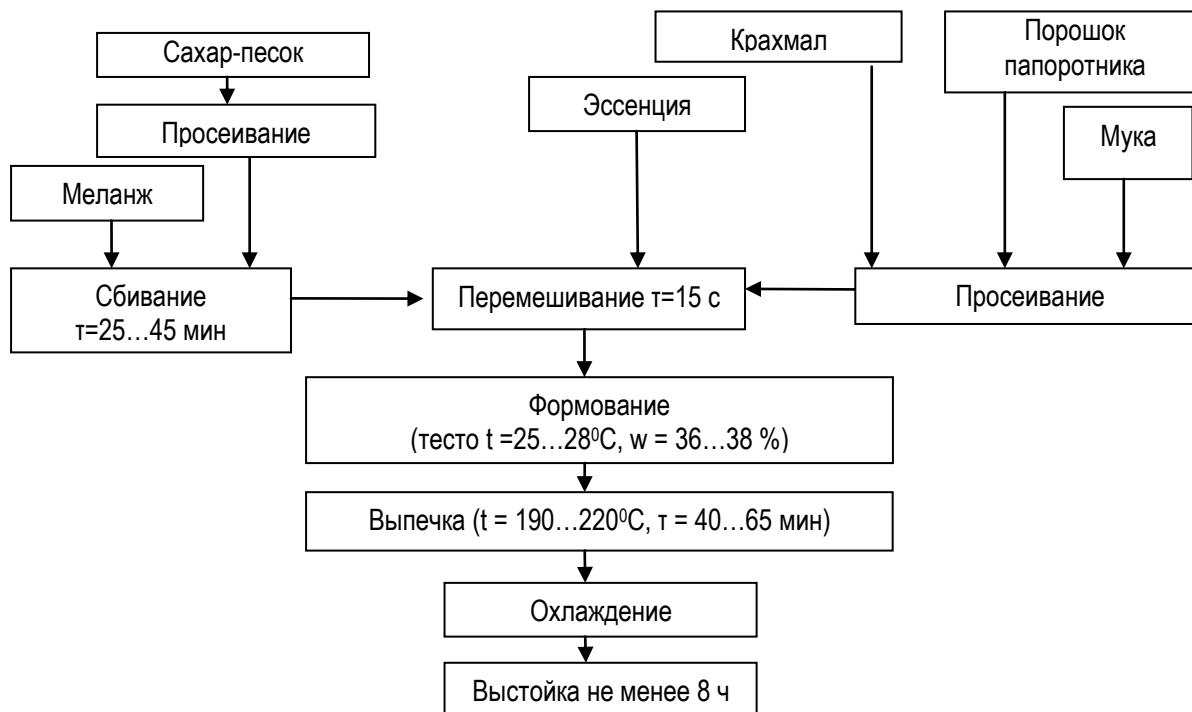 Крахмал
Порошок
папоротника
Сахар-песок
Эссенция
Просеивание
Мука
Меланж
Сбивание
τ=25…45 мин
Перемешивание τ=15 с
Просеивание
Формование
(тесто t =25…28⁰С, w = 36…38 %)
Выпечка (t = 190…220⁰С, τ = 40…65 мин)
Охлаждение
Выстойка не менее 8 ч